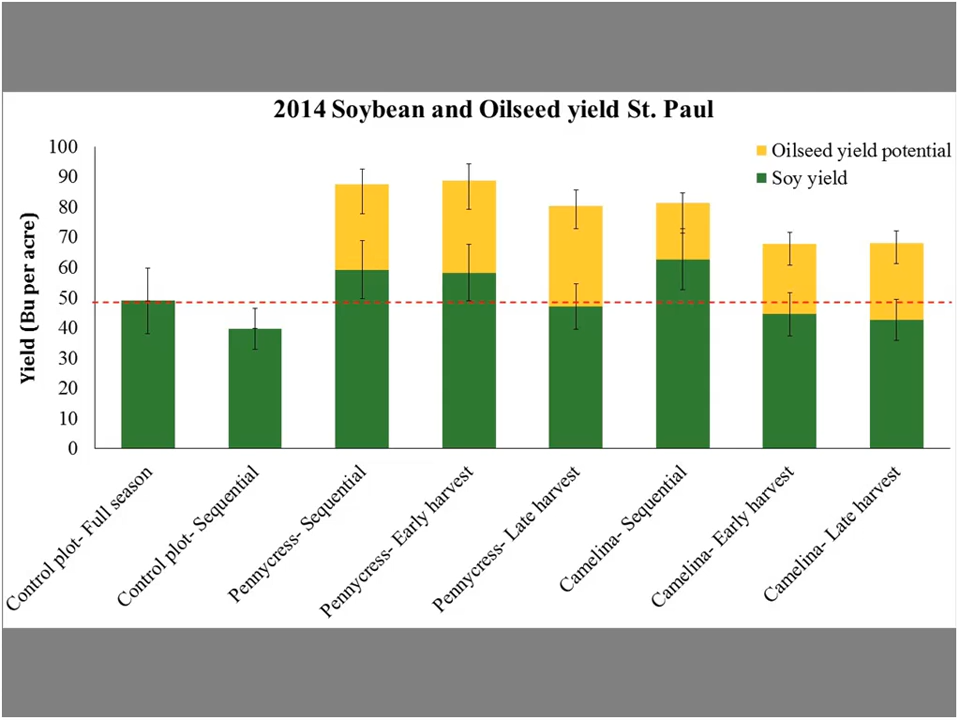 2014 Soybean and Oilseed yield St. Paul
Oilseed yield potential
Soy yield
Yield (Bu per acre)
100
90
80
70
60
50
40
30
20
10
0
Control plot- Full season
Control plot- Sequential
Pennycress- Sequential
Pennycress- Early harvest
Pennycress- Late harvest
Camelina- Sequential
Camelina- Early harvest
Camelina- Late harvest